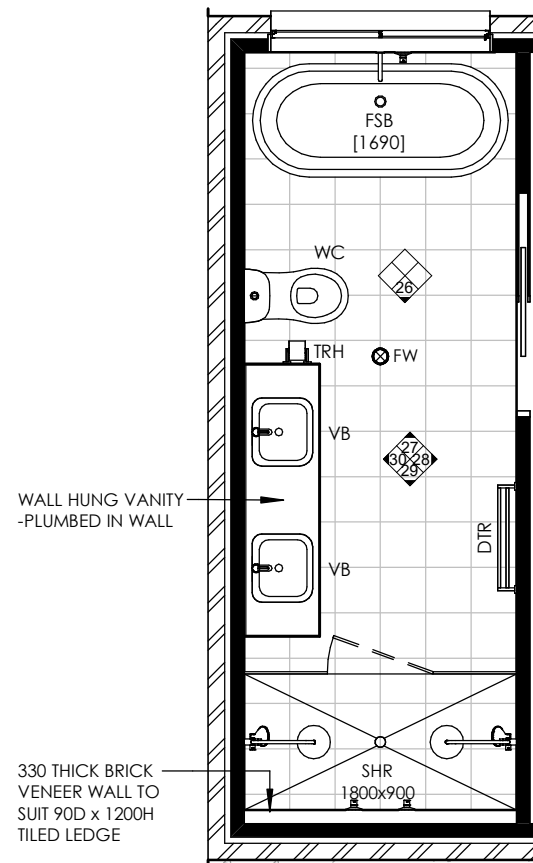 FSB
[1690]
WC
26
TRH
FW
VB
27
30 28
29
WALL HUNG VANITY
-PLUMBED IN WALL
DTR
VB
330 THICK BRICK
VENEER WALL TO
SUIT 90D x 1200H
TILED LEDGE
SHR
1800x900